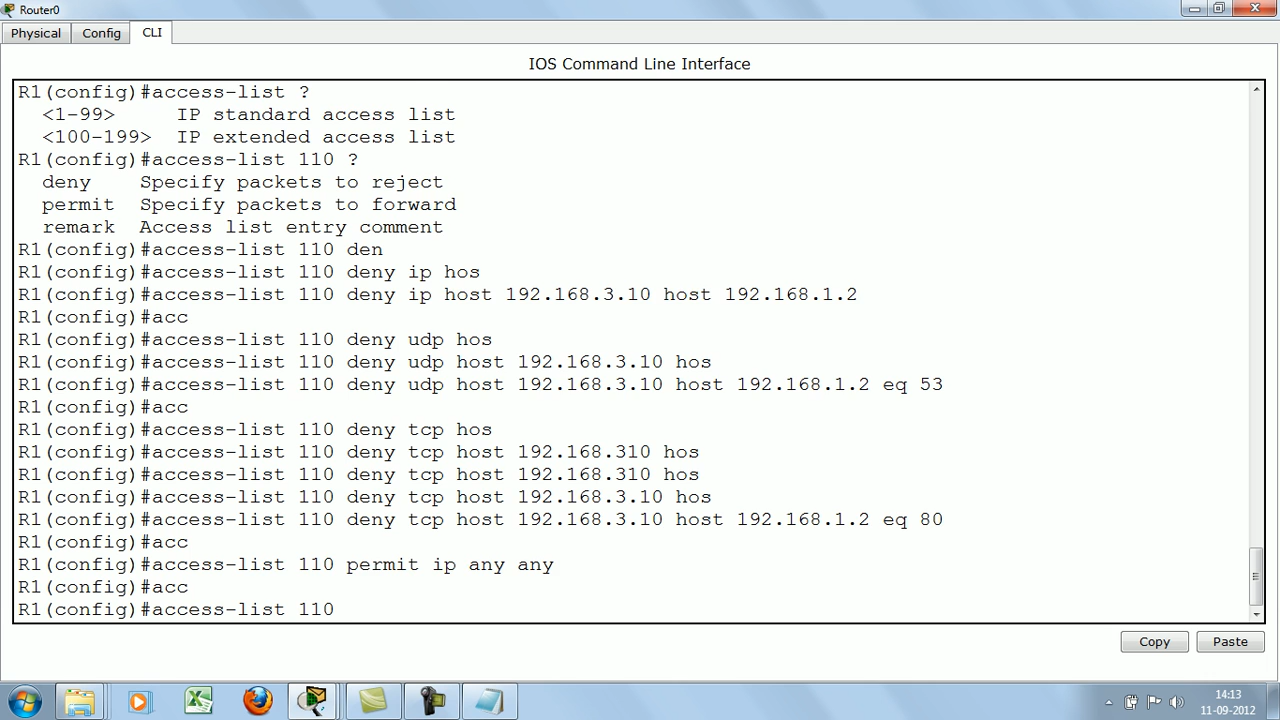 Router0
Physical Config CLI
IOS Command Line Interface
R1(config)#access-list ?
<1-99> IP standard access list
<100-199> IP extended access list
R1(config)#access-list 110 ?
deny Specify packets to reject
permit Specify packets to forward
remark Access list entry comment
R1(config)#access-list 110 den
R1(config)#access-list 110 deny ip hos
R1(config)#access-list 110 deny ip host 192.168.3.10 host 192.168.1.2
R1(config)#acc
R1(config)#access-list 110 deny udp hos
R1(config)#access-list 110 deny udp host 192.168.3.10 hos
R1(config)#access-list 110 deny udp host 192.168.3.10 host 192.168.1.2 eq 53
R1(config)#acc
R1(config)#access-list 110 deny tcp hos
R1(config)#access-list 110 deny tcp host 192.168.310 hos
R1(config)#access-list 110 deny tcp host 192.168.310 hos
R1(config)#access-list 110 deny tcp host 192.168.3.10 hos
R1(config)#access-list 110 deny tcp host 192.168.3.10 host 192.168.1.2 eq 80
R1(config)#acc
R1(config)#access-list 110 permit ip any any
R1(config)#acc
R1(config)#access-list 110
Copy Paste
14:13
11-09-2012